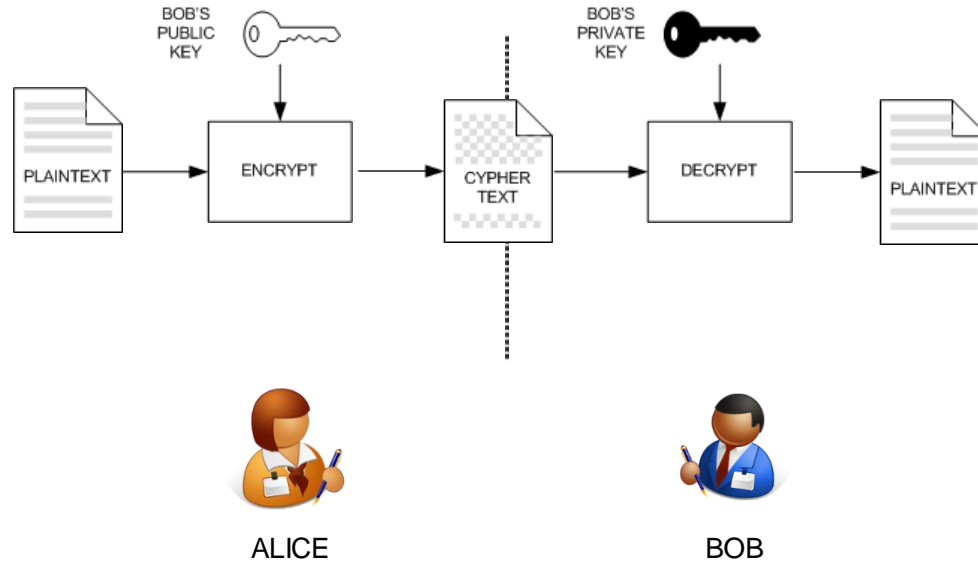 BOB'S
PUBLIC
KEY
BOB'S
PRIVATE
KEY
PLAINTEXT
ENCRYPT
CYPHER
TEXT
DECRYPT
PLAINTEXT
ALICE
BOB